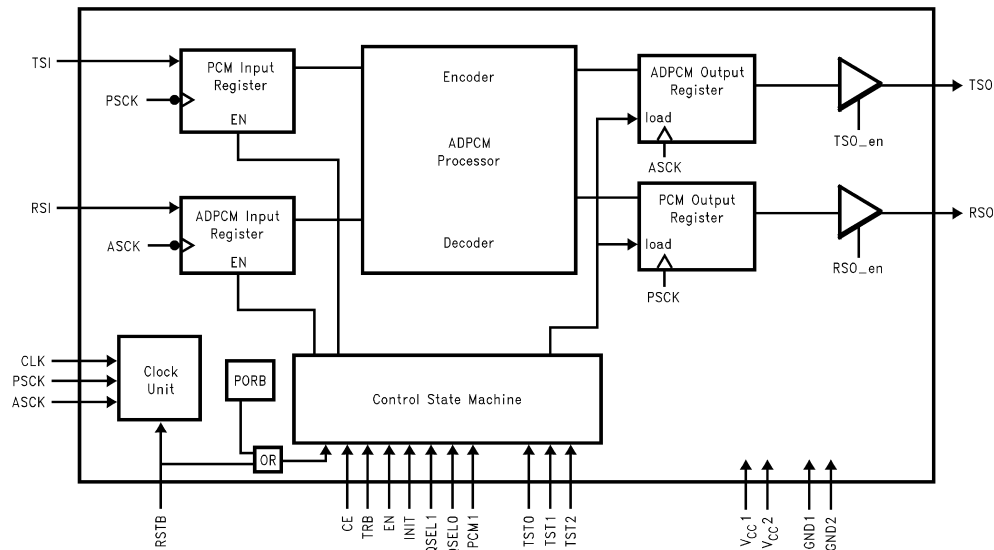 TSI
PCM Input
Register
PSCK
EN
Encoder
ADPCM
Processor
Decoder
ADPCM Output
Register
load
ASCK
TSO
TSO_en
RSI
ADPCM Input
Register
ASCK
EN
PCM Output
Register
load
PSCK
RSO
RSO_en
CLK
PSCK
ASCK
Clock
Unit
PORB
OR
Control State Machine
RSTB
CE
TRB
EN
INIT
QSEL1
QSEL0
PCM1
TST0
TST1
TST2
VCC1
VCC2
GND1
GND2